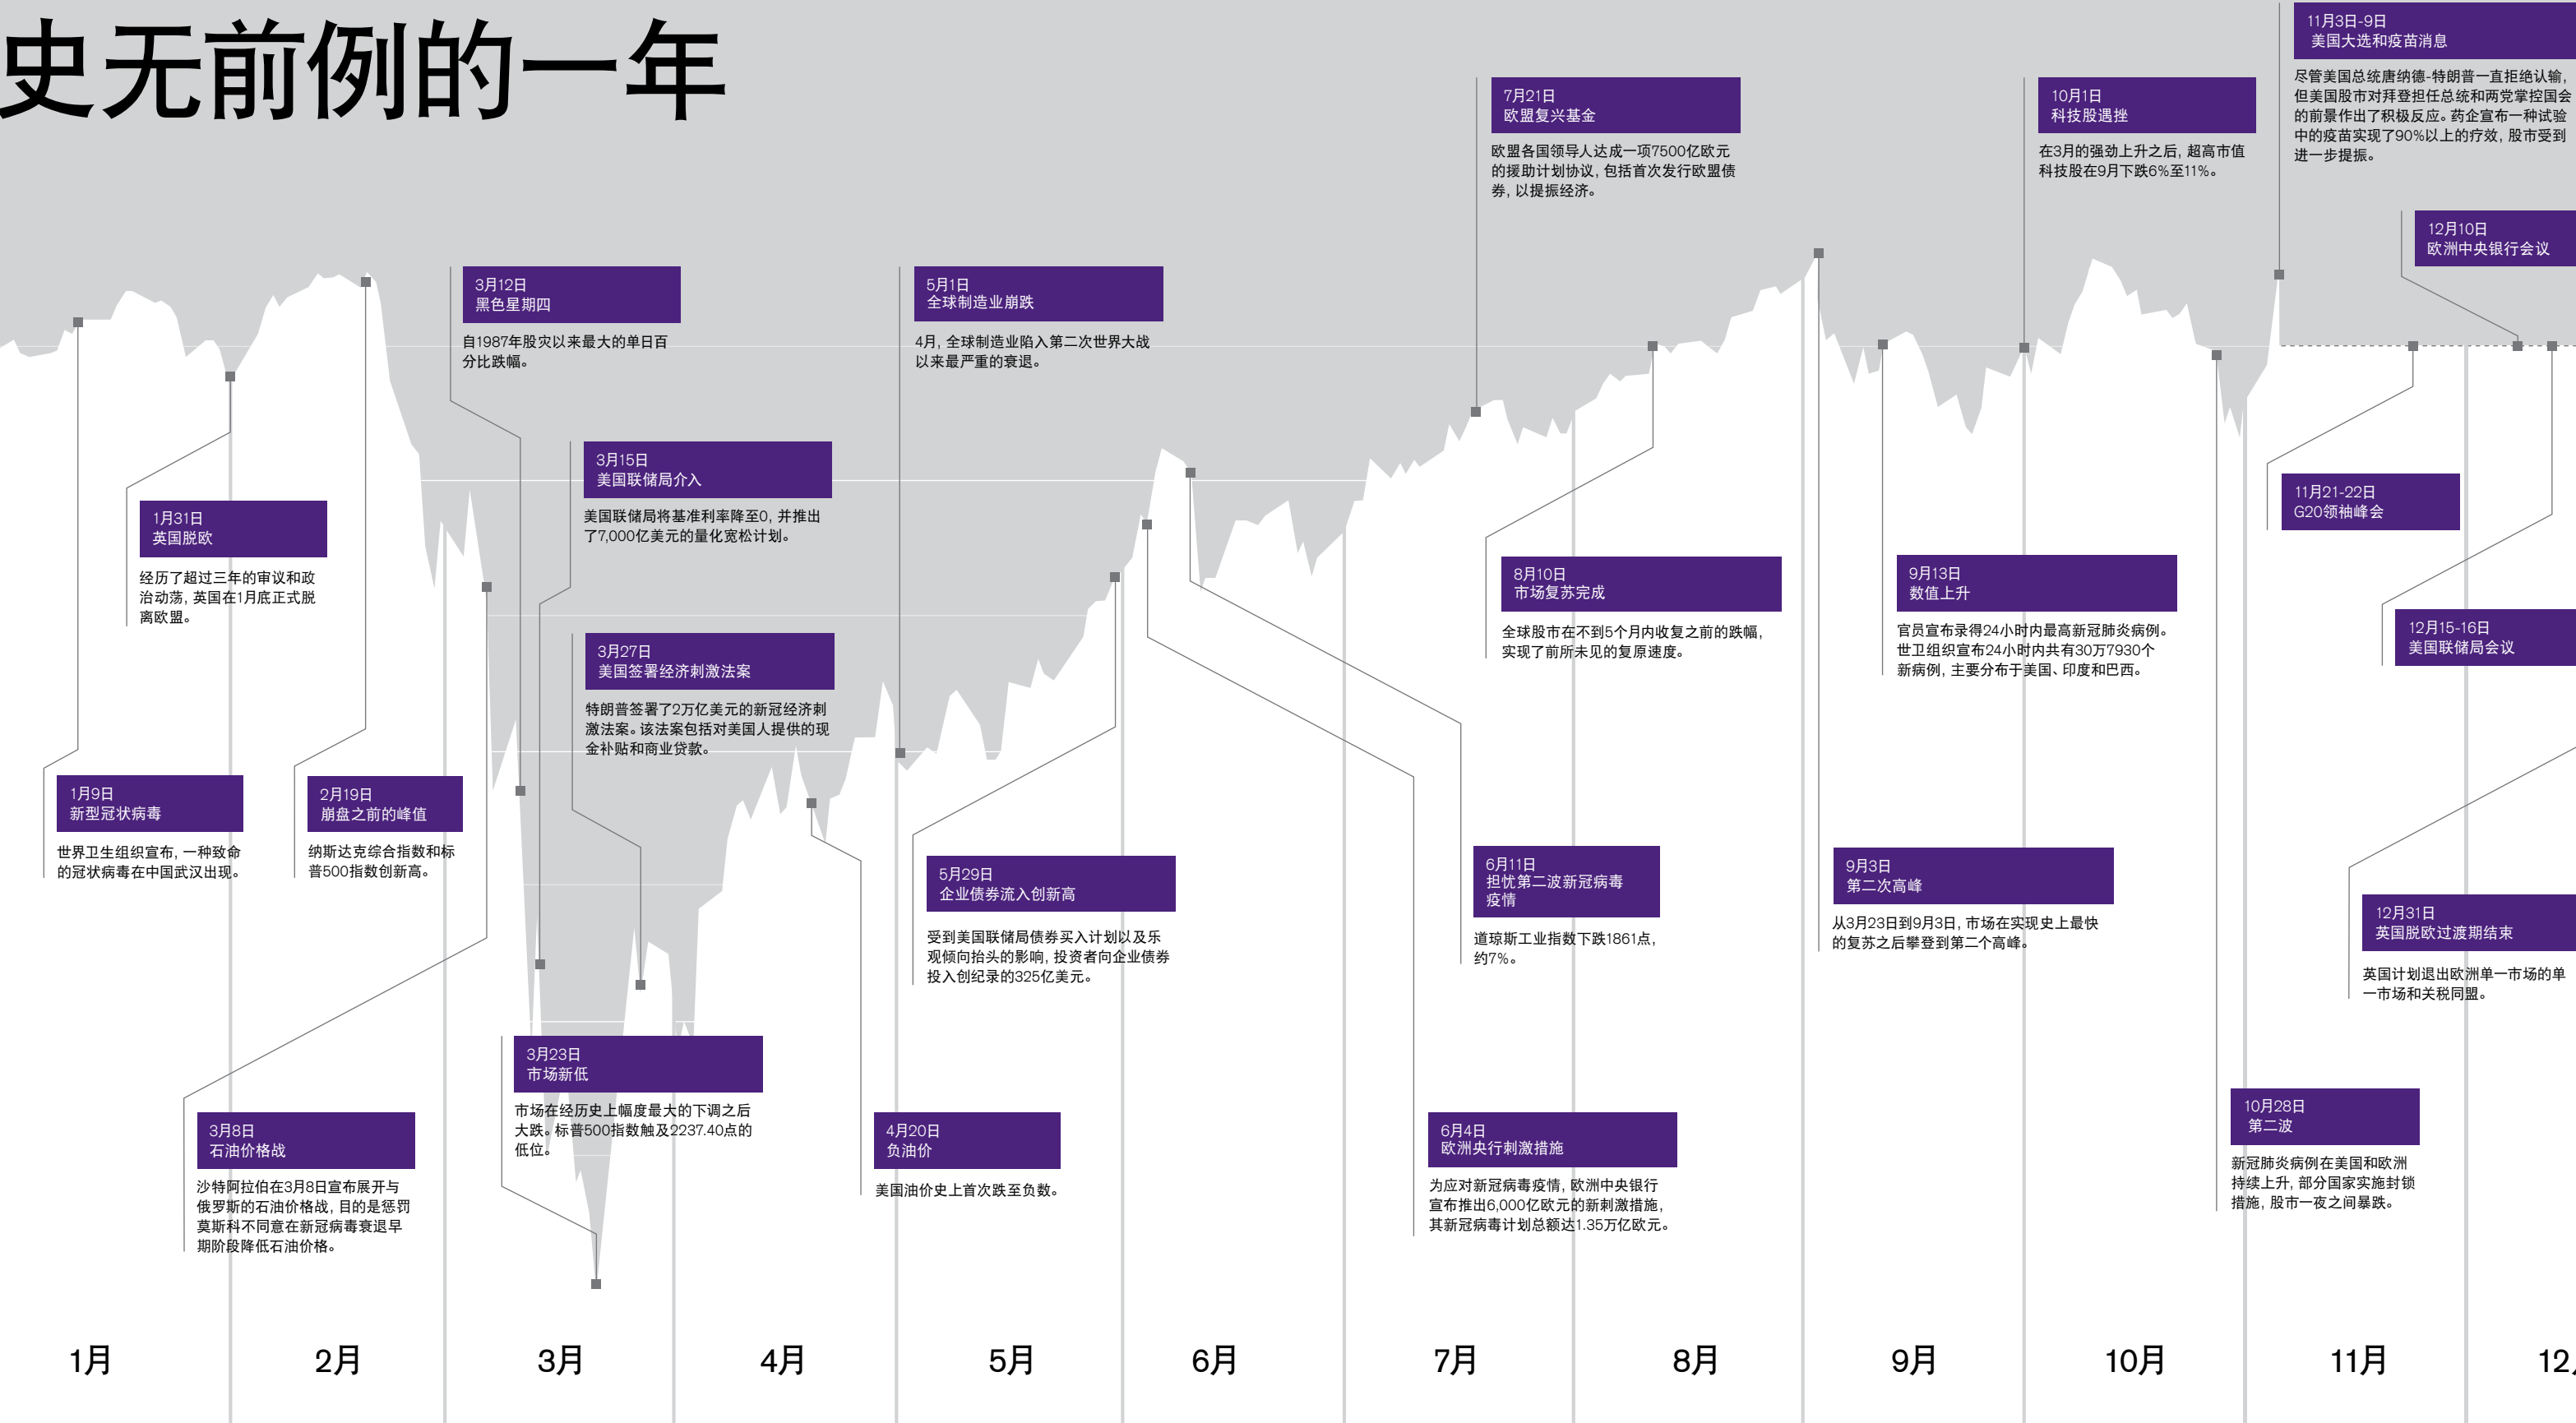 史无前例的一年
11月3日-9日
美国大选和疫苗消息
尽管美国总统唐纳德-特朗普一直拒绝认输,
但美国股市对拜登担任总统和两党掌控国会
的前景作出了积极反应。药企宣布一种试验
中的疫苗实现了90%以上的疗效, 股市受到
进一步提振。
7月21日
欧盟复兴基金
欧盟各国领导人达成一项7500亿欧元
的援助计划协议, 包括首次发行欧盟债
券, 以提振经济。
10月1日
科技股遇挫
在3月的强劲上升之后, 超高市值
科技股在9月下跌6%至11%。
12月10日
欧洲中央银行会议
3月12日
黑色星期四
自1987年股灾以来最大的单日百
分比跌幅。
5月1日
全球制造业崩跌
4月, 全球制造业陷入第二次世界大战
以来最严重的衰退。
3月15日
美国联储局介入
美国联储局将基准利率降至0, 并推出
了7,000亿美元的量化宽松计划。
11月21-22日
G20领袖峰会
1月31日
英国脱欧
经历了超过三年的审议和政
治动荡, 英国在1月底正式脱
离欧盟。
8月10日
市场复苏完成
全球股市在不到5个月内收复之前的跌幅,
实现了前所未见的复原速度。
9月13日
数值上升
官员宣布录得24小时内最高新冠肺炎病例。
世卫组织宣布24小时内共有30万7930个
新病例, 主要分布于美国、印度和巴西。
12月15-16日
美国联储局会议
3月27日
美国签署经济刺激法案
特朗普签署了2万亿美元的新冠经济刺
激法案。该法案包括对美国人提供的现
金补贴和商业贷款。
1月9日
新型冠状病毒
世界卫生组织宣布, 一种致命
的冠状病毒在中国武汉出现。
2月19日
崩盘之前的峰值
纳斯达克综合指数和标
普500指数创新高。
5月29日
企业债券流入创新高
受到美国联储局债券买入计划以及乐
观倾向抬头的影响, 投资者向企业债券
投入创纪录的325亿美元。
6月11日
担忧第二波新冠病毒
疫情
道琼斯工业指数下跌1861点,
约7%。
9月3日
第二次高峰
从3月23日到9月3日, 市场在实现史上最快
的复苏之后攀登到第二个高峰。
12月31日
英国脱欧过渡期结束
英国计划退出欧洲单一市场的单
一市场和关税同盟。
3月23日
市场新低
市场在经历史上幅度最大的下调之后
大跌。标普500指数触及2237.40点的
低位。
3月8日
石油价格战
沙特阿拉伯在3月8日宣布展开与
俄罗斯的石油价格战, 目的是惩罚
莫斯科不同意在新冠病毒衰退早
期阶段降低石油价格。
4月20日
负油价
美国油价史上首次跌至负数。
6月4日
欧洲央行刺激措施
为应对新冠病毒疫情, 欧洲中央银行
宣布推出6,000亿欧元的新刺激措施,
其新冠病毒计划总额达1.35万亿欧元。
10月28日
第二波
新冠肺炎病例在美国和欧洲
持续上升, 部分国家实施封锁
措施, 股市一夜之间暴跌。
1月 2月 3月 4月 5月 6月 7月 8月 9月 10月 11月 12